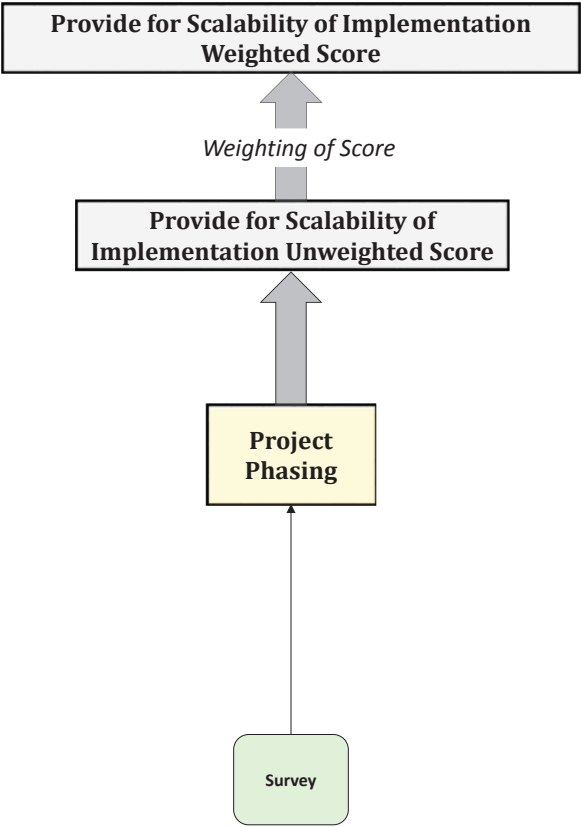 Provide for Scalability of Implementation
Weighted Score
Weighting of Score
Provide for Scalability of
Implementation Unweighted Score
Project
Phasing
Survey